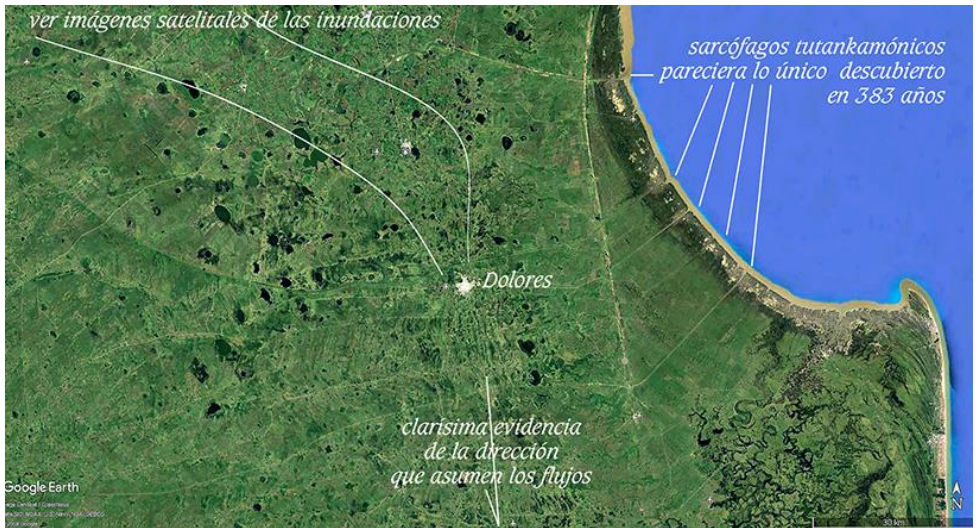 ver imágenes satelitales de las inundaciones
sarcófagos tutankamónicos
pareciera lo único descubierto
en 383 años
Dolores
clarísima evidencia
de la dirección
que asumen los flujos
Google Earth
N
30 km